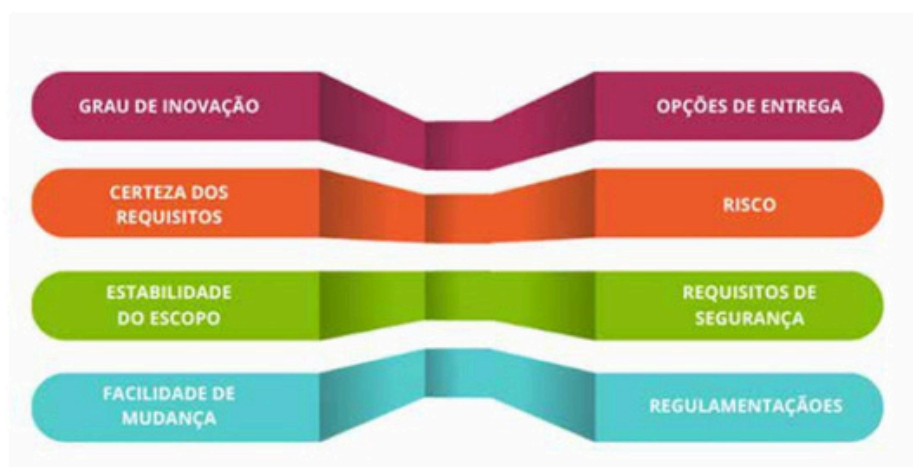 GRAU DE INOVAÇÃO
OPÇÕES DE ENTREGA
CERTEZA DOS
REQUISITOS
RISCO
ESTABILIDADE
DO ESCOPO
REQUISITOS DE
SEGURANÇA
FACILIDADE DE
MUDANÇA
REGULAMENTAÇÃOES